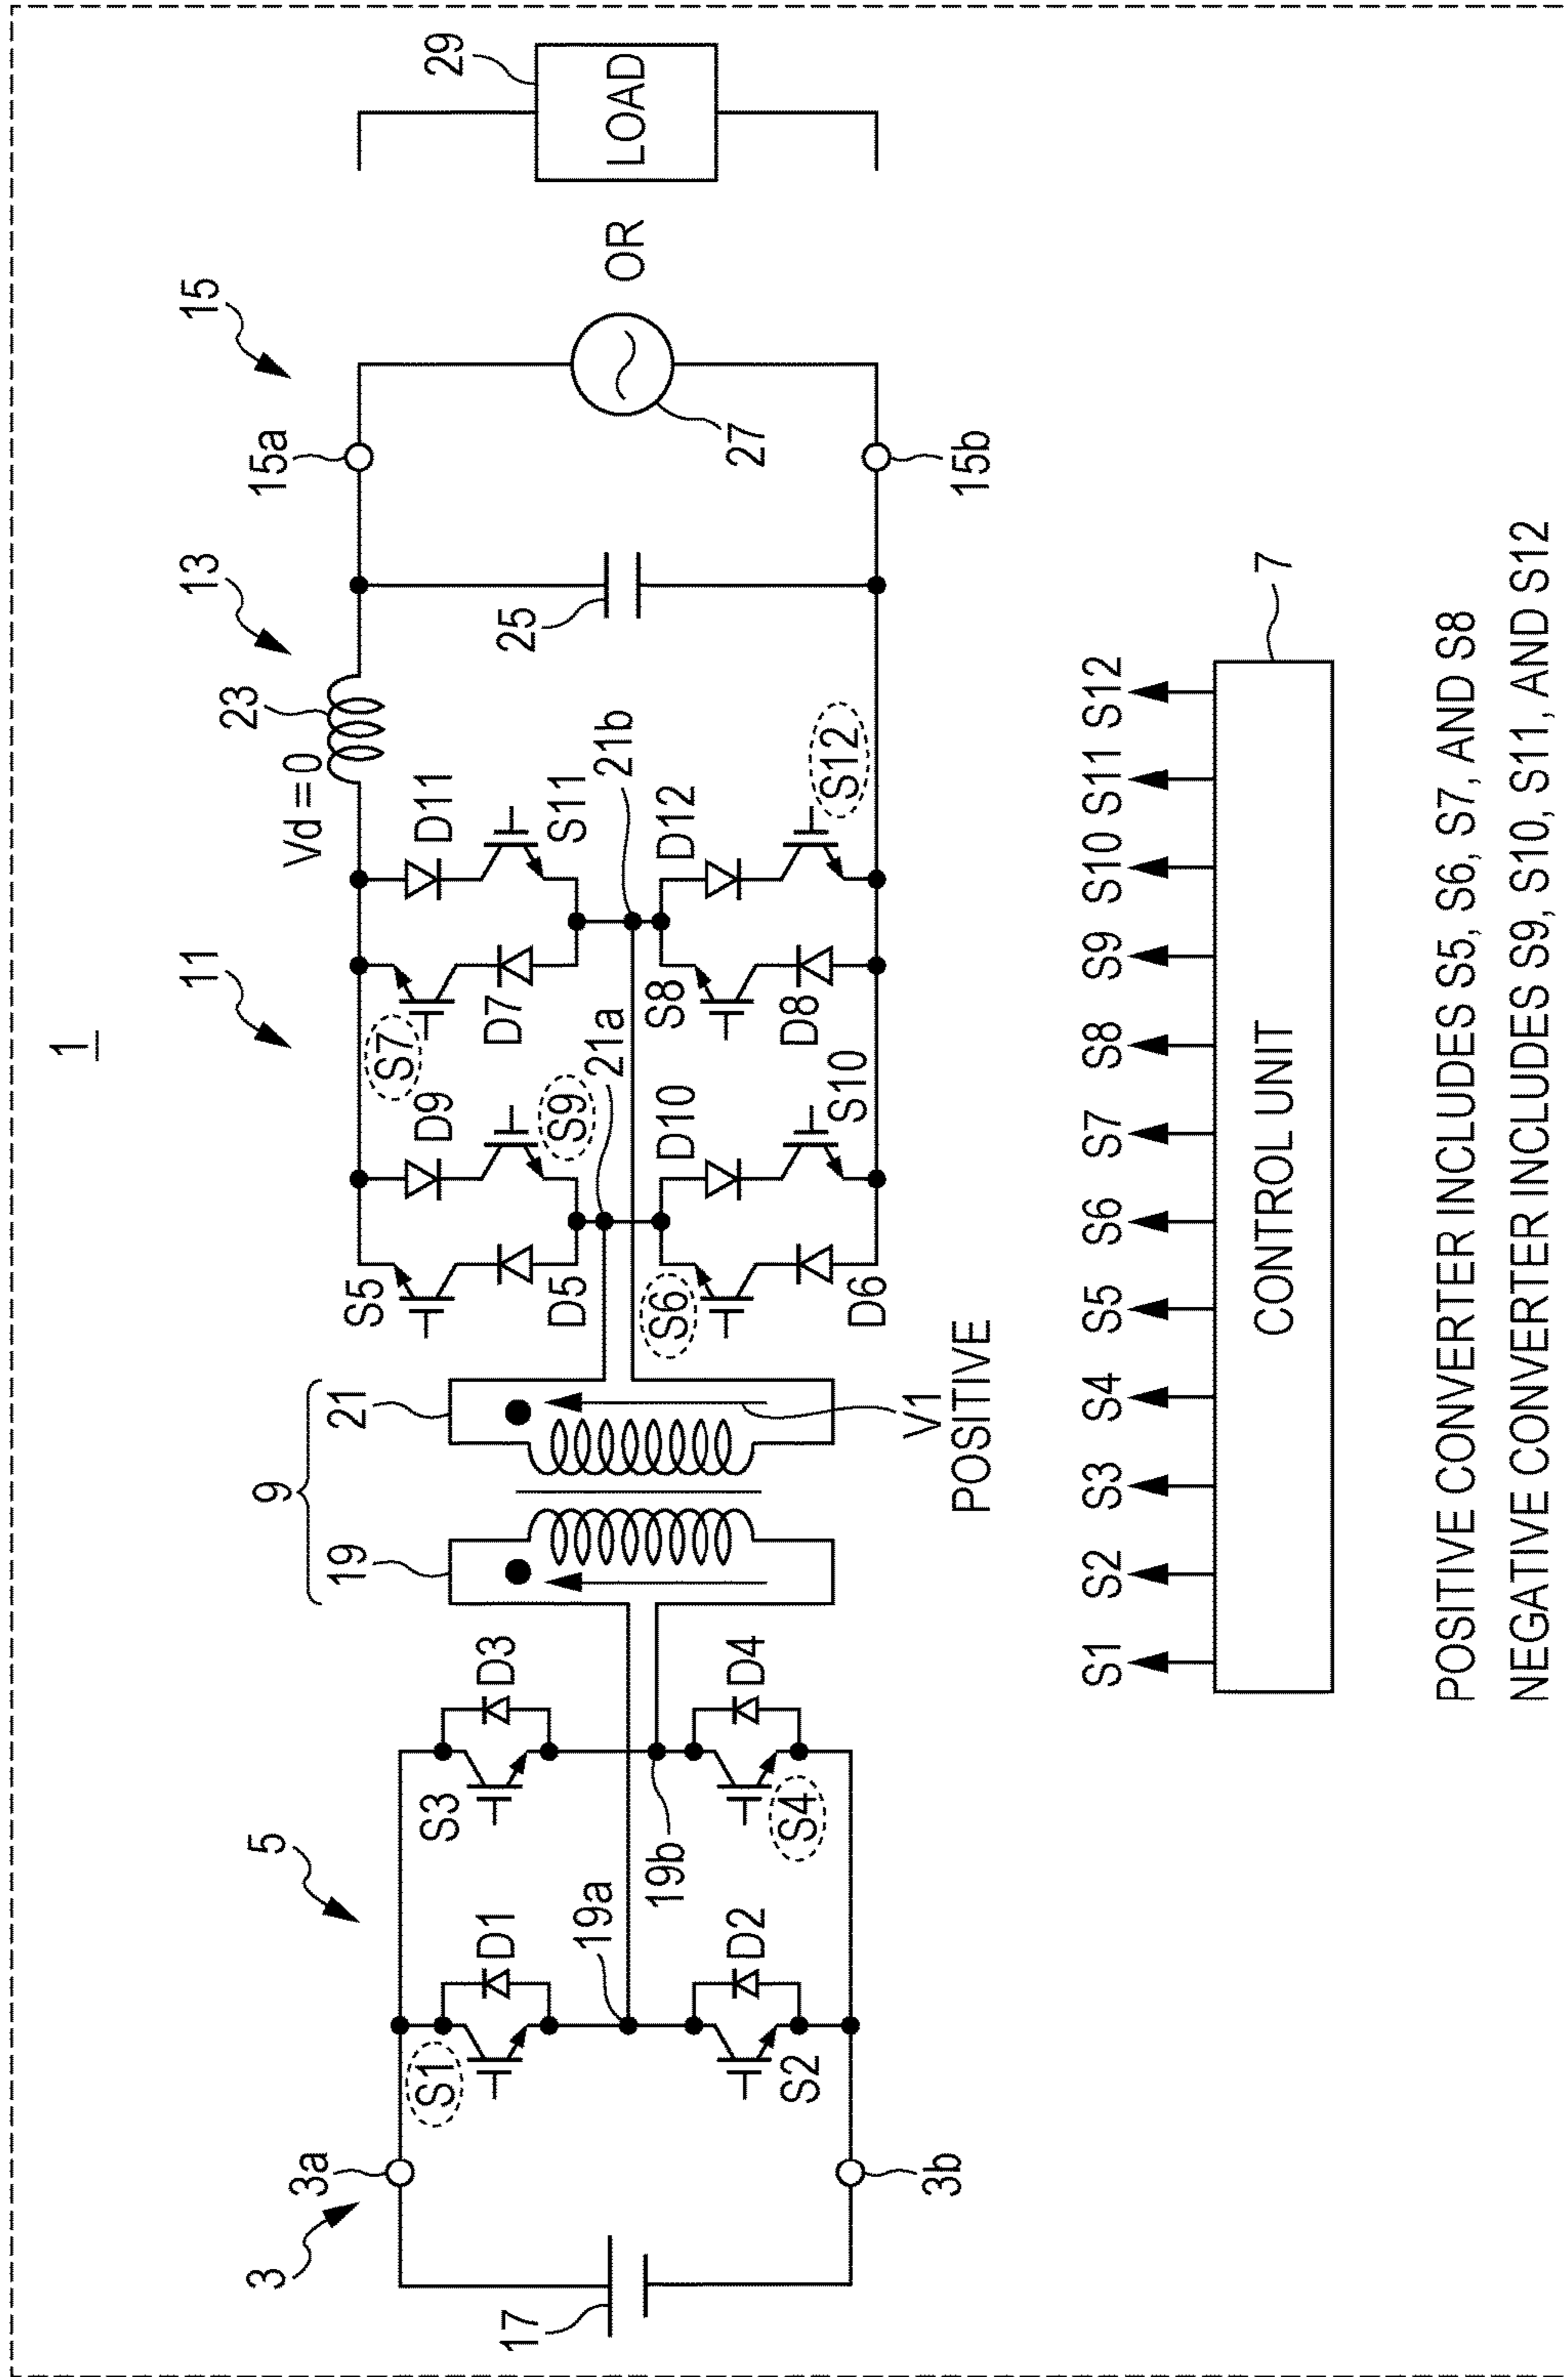 1
3
3a
3b
17
5
S1
D1
S2
D2
19a
S3
D3
S4
D4
19b
9
19
21
V1
POSITIVE
11
S5
D5
S6
D6
D9
S9
D10
S10
21a
S7
D7
S8
D8
D11
S11
D12
S12
21b
Vd = 0
13
23
25
15
15a
15b
27
OR
29
LOAD
S1 S2 S3 S4 S5 S6 S7 S8 S9 S10 S11 S12
CONTROL UNIT
7
POSITIVE CONVERTER INCLUDES S5, S6, S7, AND S8
NEGATIVE CONVERTER INCLUDES S9, S10, S11, AND S12